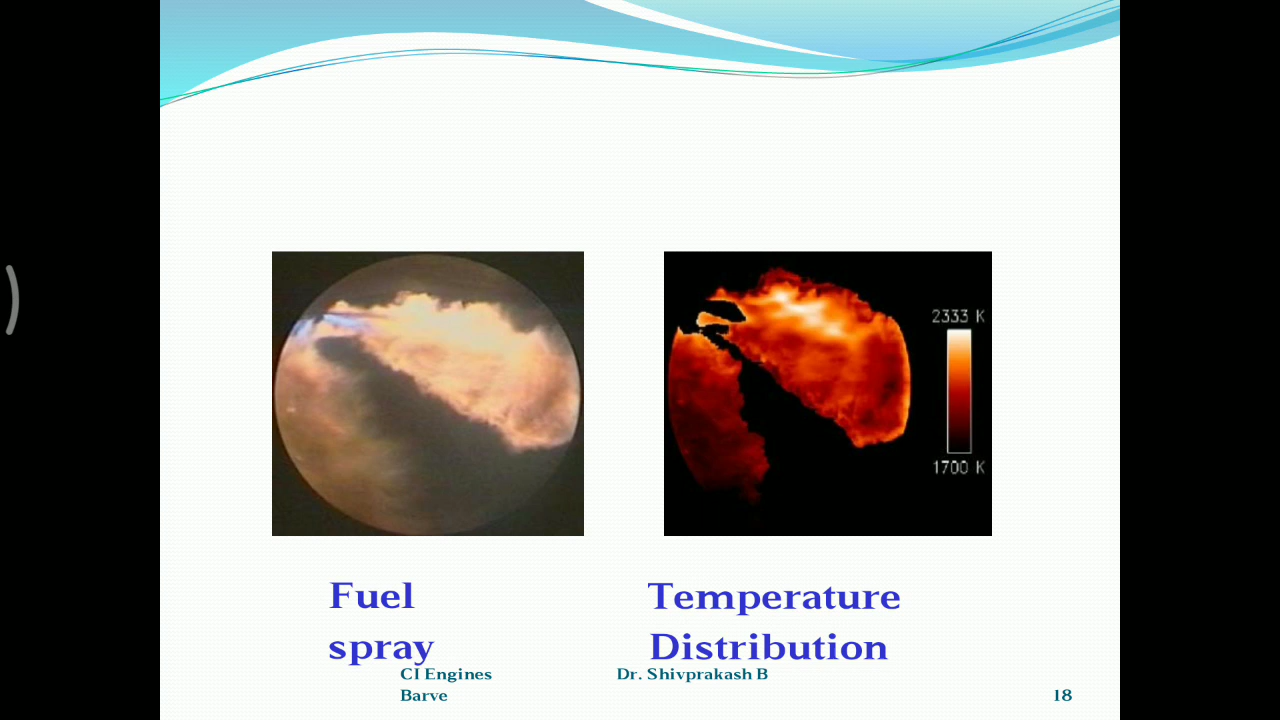 2333 K
1700 K
Fuel
spray
Temperature
Distribution
CI Engines Dr. Shivprakash B
Barve
18